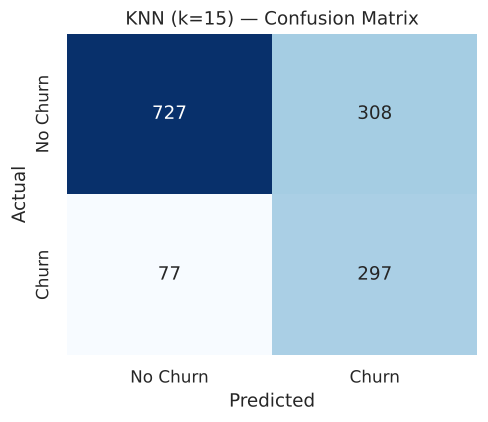 KNN (k=15) — Confusion Matrix
Actual
No Churn
727
308
Churn
77
297
No Churn
Churn
Predicted